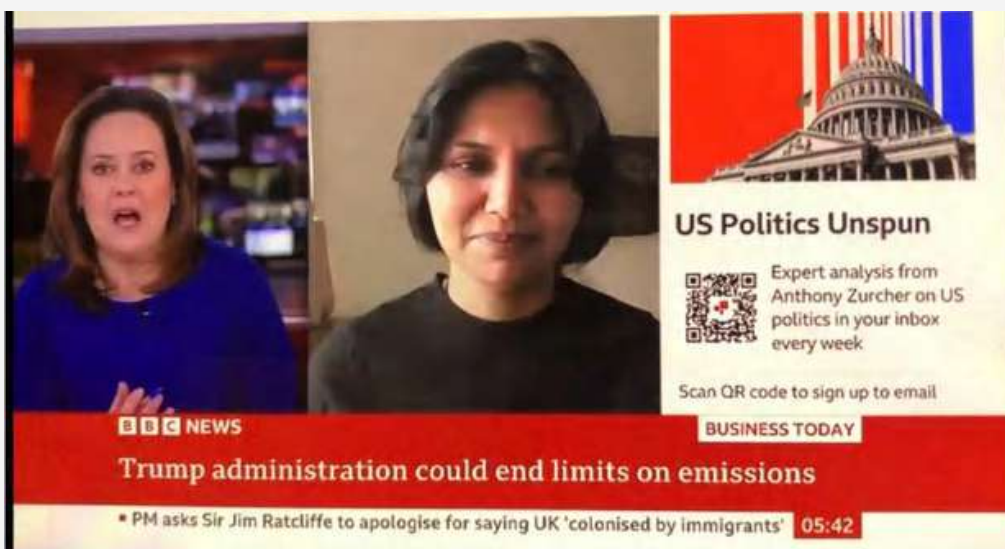 US Politics Unspun
Expert analysis from
Anthony Zurcher on US
politics in your inbox
every week
Scan QR code to sign up to email
BBC NEWS
BUSINESS TODAY
Trump administration could end limits on emissions
▪ PM asks Sir Jim Ratcliffe to apologise for saying UK 'colonised by immigrants' 05:42